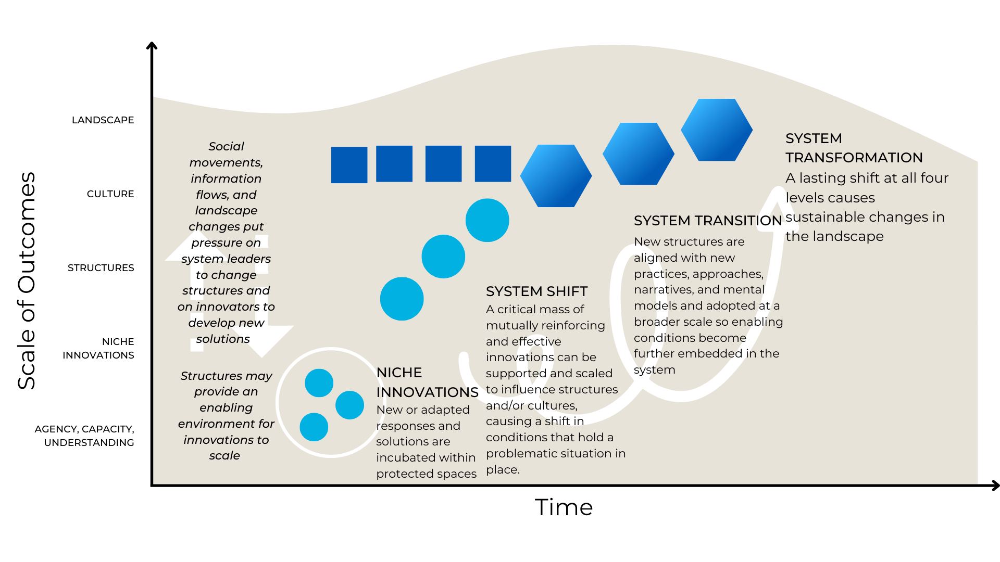 Scale of Outcomes
LANDSCAPE
CULTURE
STRUCTURES
NICHE
INNOVATIONS
AGENCY, CAPACITY,
UNDERSTANDING
Social
movements,
information
flows, and
landscape
changes put
pressure on
system leaders
to change
structures and
on innovators to
develop new
solutions
Structures may
provide an
enabling
environment for
innovations to
scale
NICHE
INNOVATIONS
New or adapted
responses and
solutions are
incubated within
protected spaces
SYSTEM SHIFT
A critical mass of
mutually reinforcing
and effective
innovations can be
supported and scaled
to influence structures
and/or cultures,
causing a shift in
conditions that hold a
problematic situation in
place.
SYSTEM TRANSITION
New structures are
aligned with new
practices, approaches,
narratives, and mental
models and adopted at a
broader scale so enabling
conditions become
further embedded in the
system
SYSTEM
TRANSFORMATION
A lasting shift at all four
levels causes
sustainable changes in
the landscape
Time